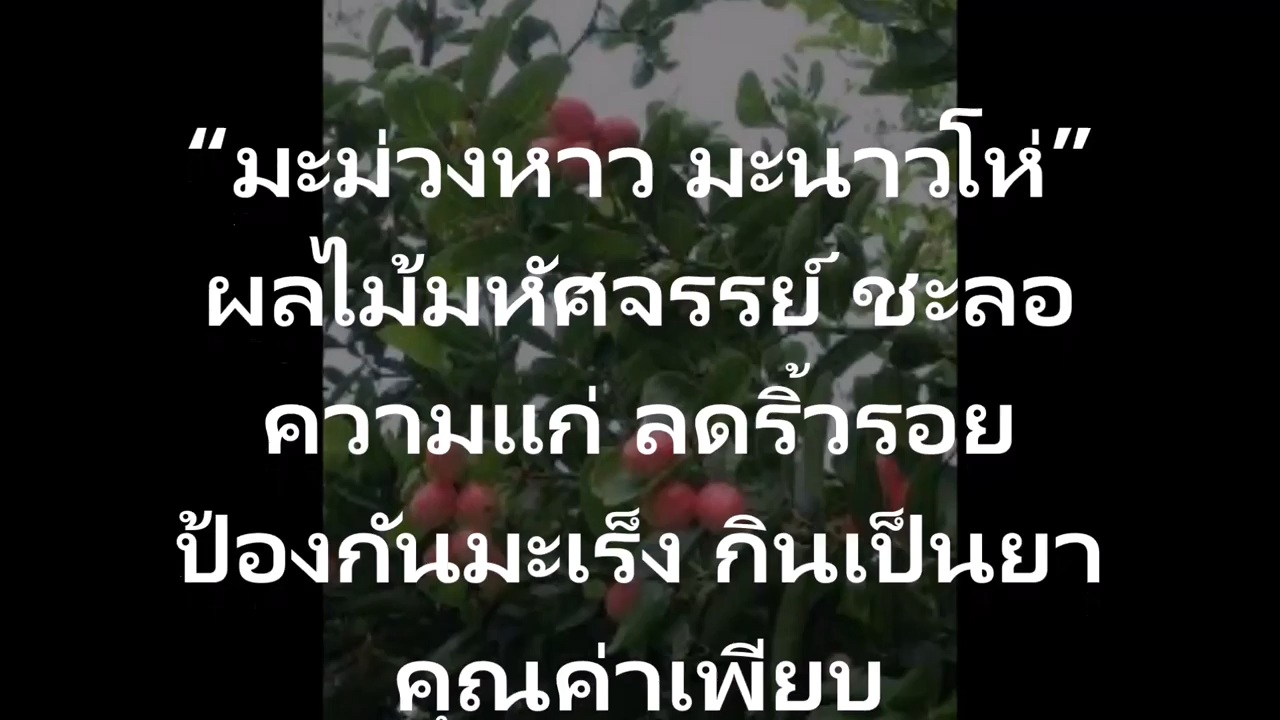 “มะม่วงหาว มะนาวโห่”
ผลไม้มหัศจรรย์ ชะลอ
ความแก่ ลดริ้วรอย
ป้องกันมะเร็ง กินเป็นยา
คุณค่าเพียบ